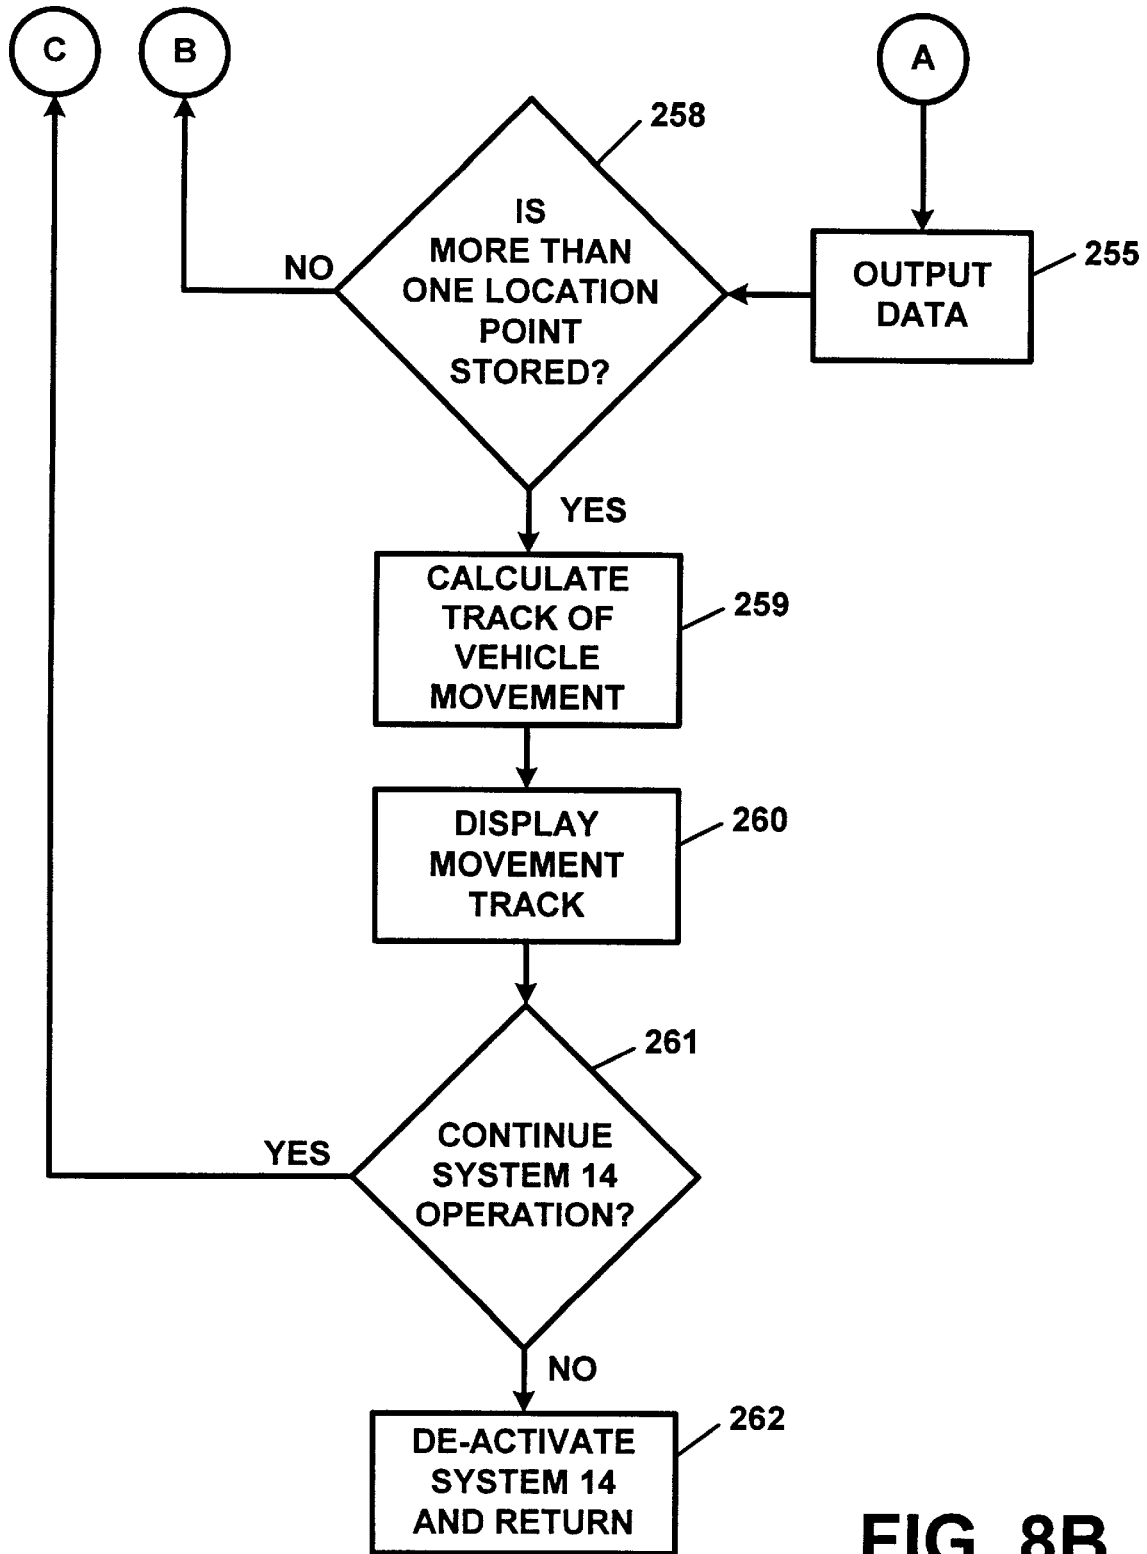 C
B
A
258
IS
MORE THAN
ONE LOCATION
POINT
STORED?
NO
OUTPUT
DATA
255
YES
CALCULATE
TRACK OF
VEHICLE
MOVEMENT
259
DISPLAY
MOVEMENT
TRACK
260
261
CONTINUE
SYSTEM 14
OPERATION?
YES
NO
DE-ACTIVATE
SYSTEM 14
AND RETURN
262
FIG. 8B